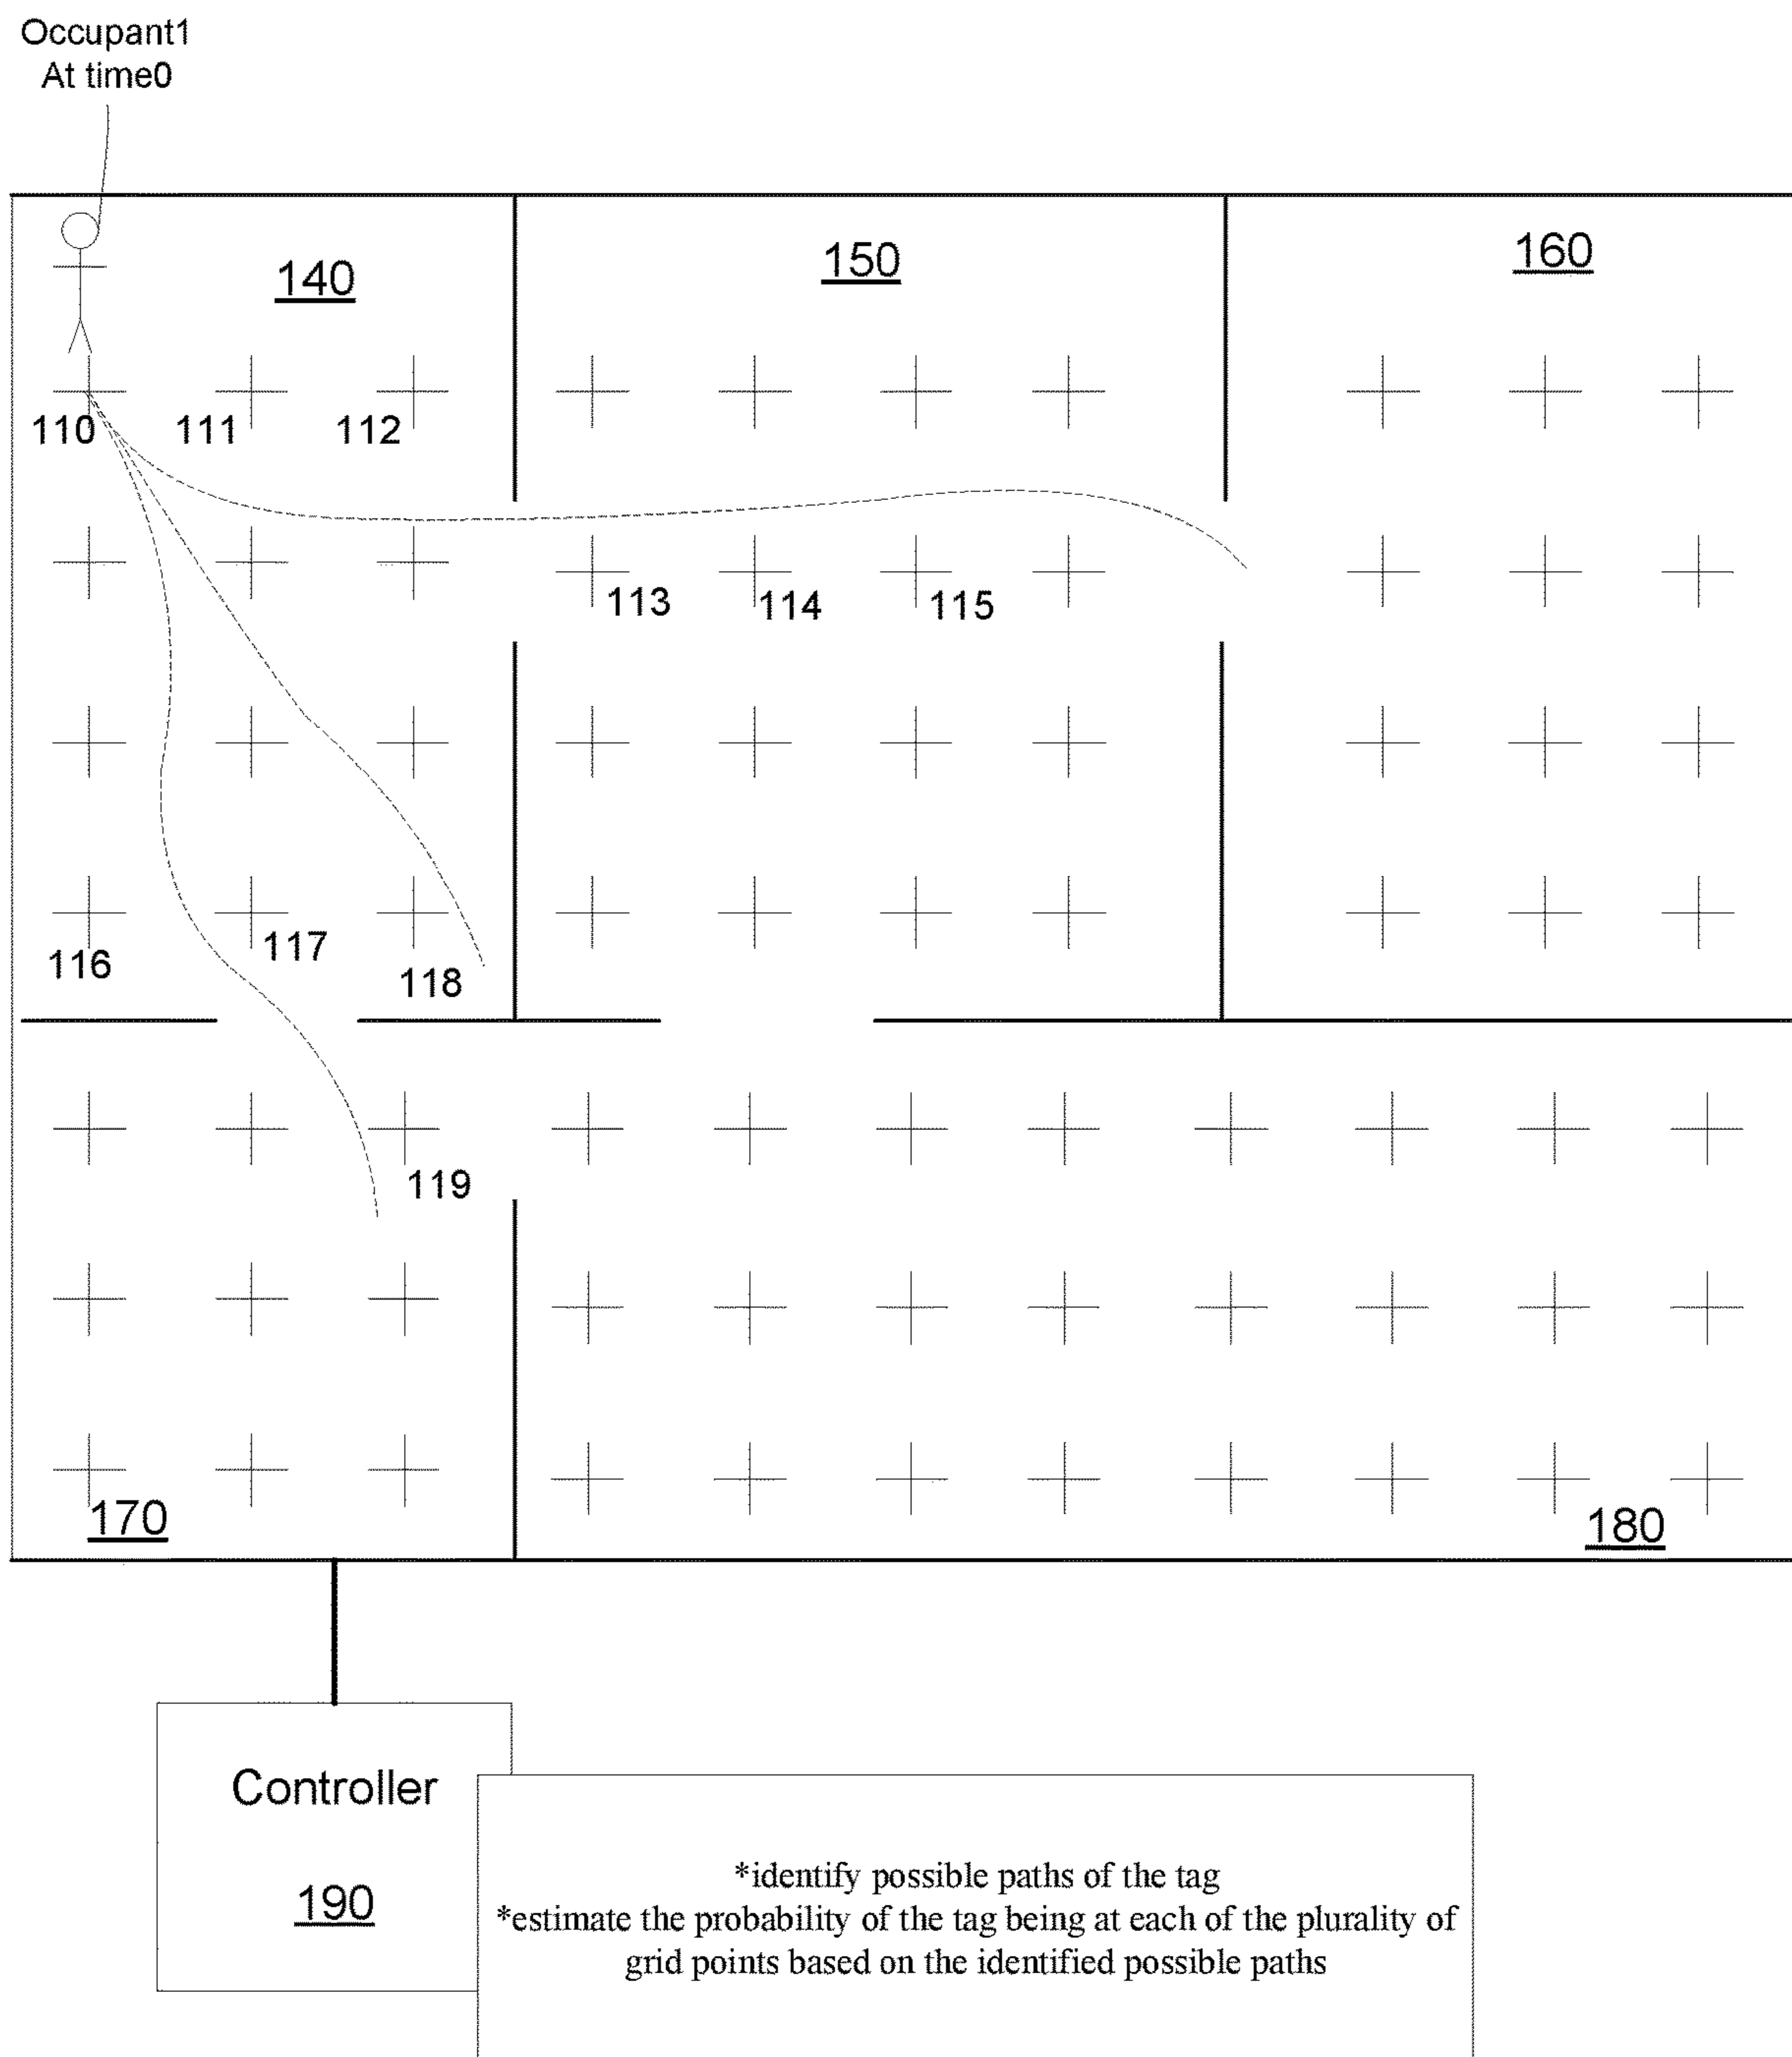 Occupant1
At time0
140
150
160
110
111
112
113
114
115
116
117
118
119
170
180
Controller
190
*identify possible paths of the tag
*estimate the probability of the tag being at each of the plurality of
grid points based on the identified possible paths